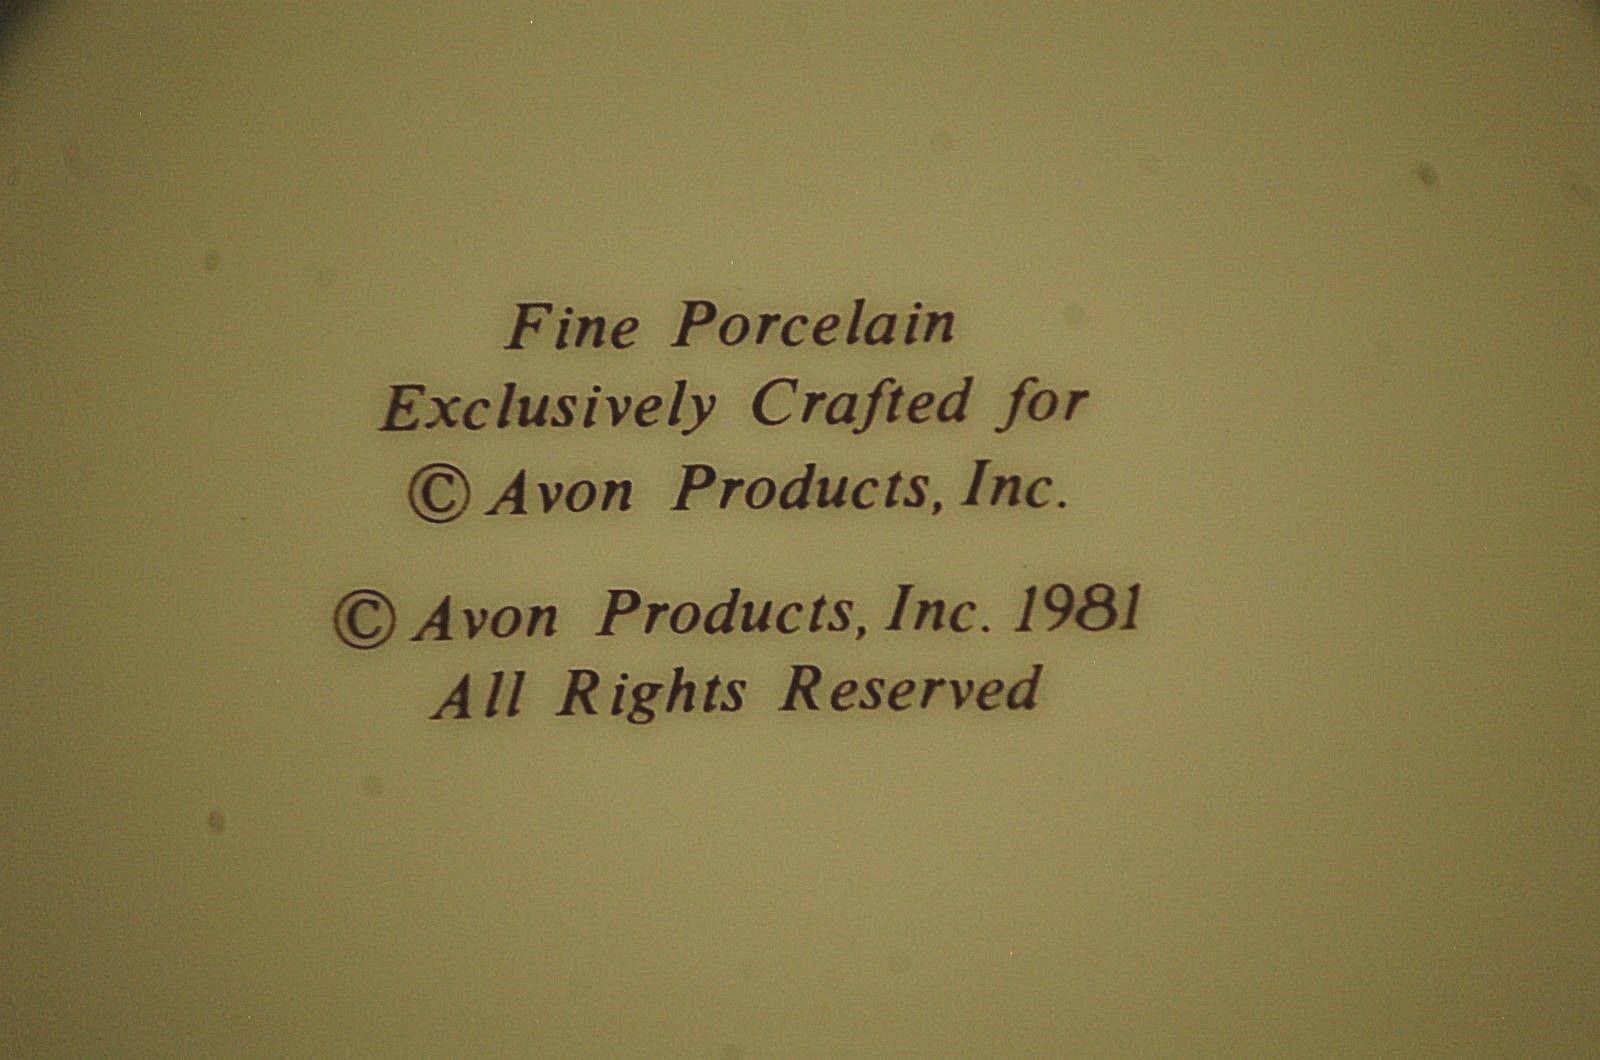 Fine Porcelain
Exclusively Crafted for
© Avon Products, Inc.
© Avon Products, Inc. 1981
All Rights Reserved